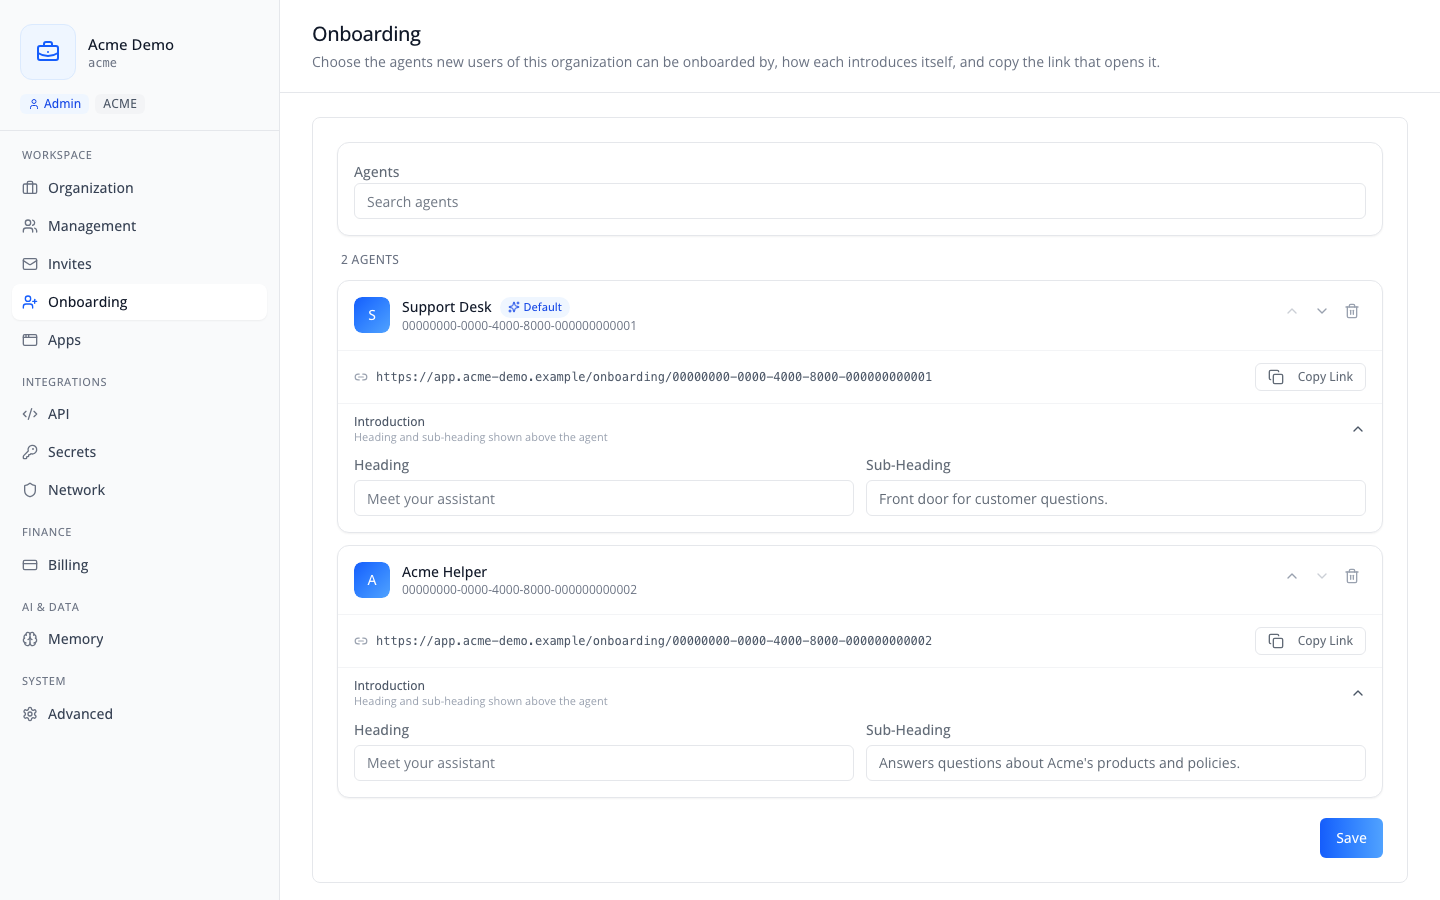 Acme Demo
acme
Admin
ACME
WORKSPACE
Organization
Management
Invites
Onboarding
Apps
INTEGRATIONS
API
Secrets
Network
FINANCE
Billing
AI & DATA
Memory
SYSTEM
Advanced
Onboarding
Choose the agents new users of this organization can be onboarded by, how each introduces itself, and copy the link that opens it.
Agents
Search agents
2 AGENTS
S
Support Desk
Default
00000000-0000-4000-8000-000000000001
https://app.acme-demo.example/onboarding/00000000-0000-4000-8000-000000000001
Copy Link
Introduction
Heading and sub-heading shown above the agent
Heading
Sub-Heading
Meet your assistant
Front door for customer questions.
A
Acme Helper
00000000-0000-4000-8000-000000000002
https://app.acme-demo.example/onboarding/00000000-0000-4000-8000-000000000002
Copy Link
Introduction
Heading and sub-heading shown above the agent
Heading
Sub-Heading
Meet your assistant
Answers questions about Acme's products and policies.
Save